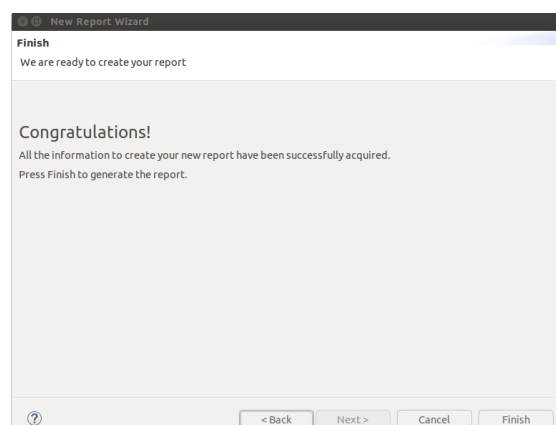 New Report Wizard
Finish
We are ready to create your report
Congratulations!
All the information to create your new report have been successfully acquired.
Press Finish to generate the report.
?
< Back Next > Cancel Finish